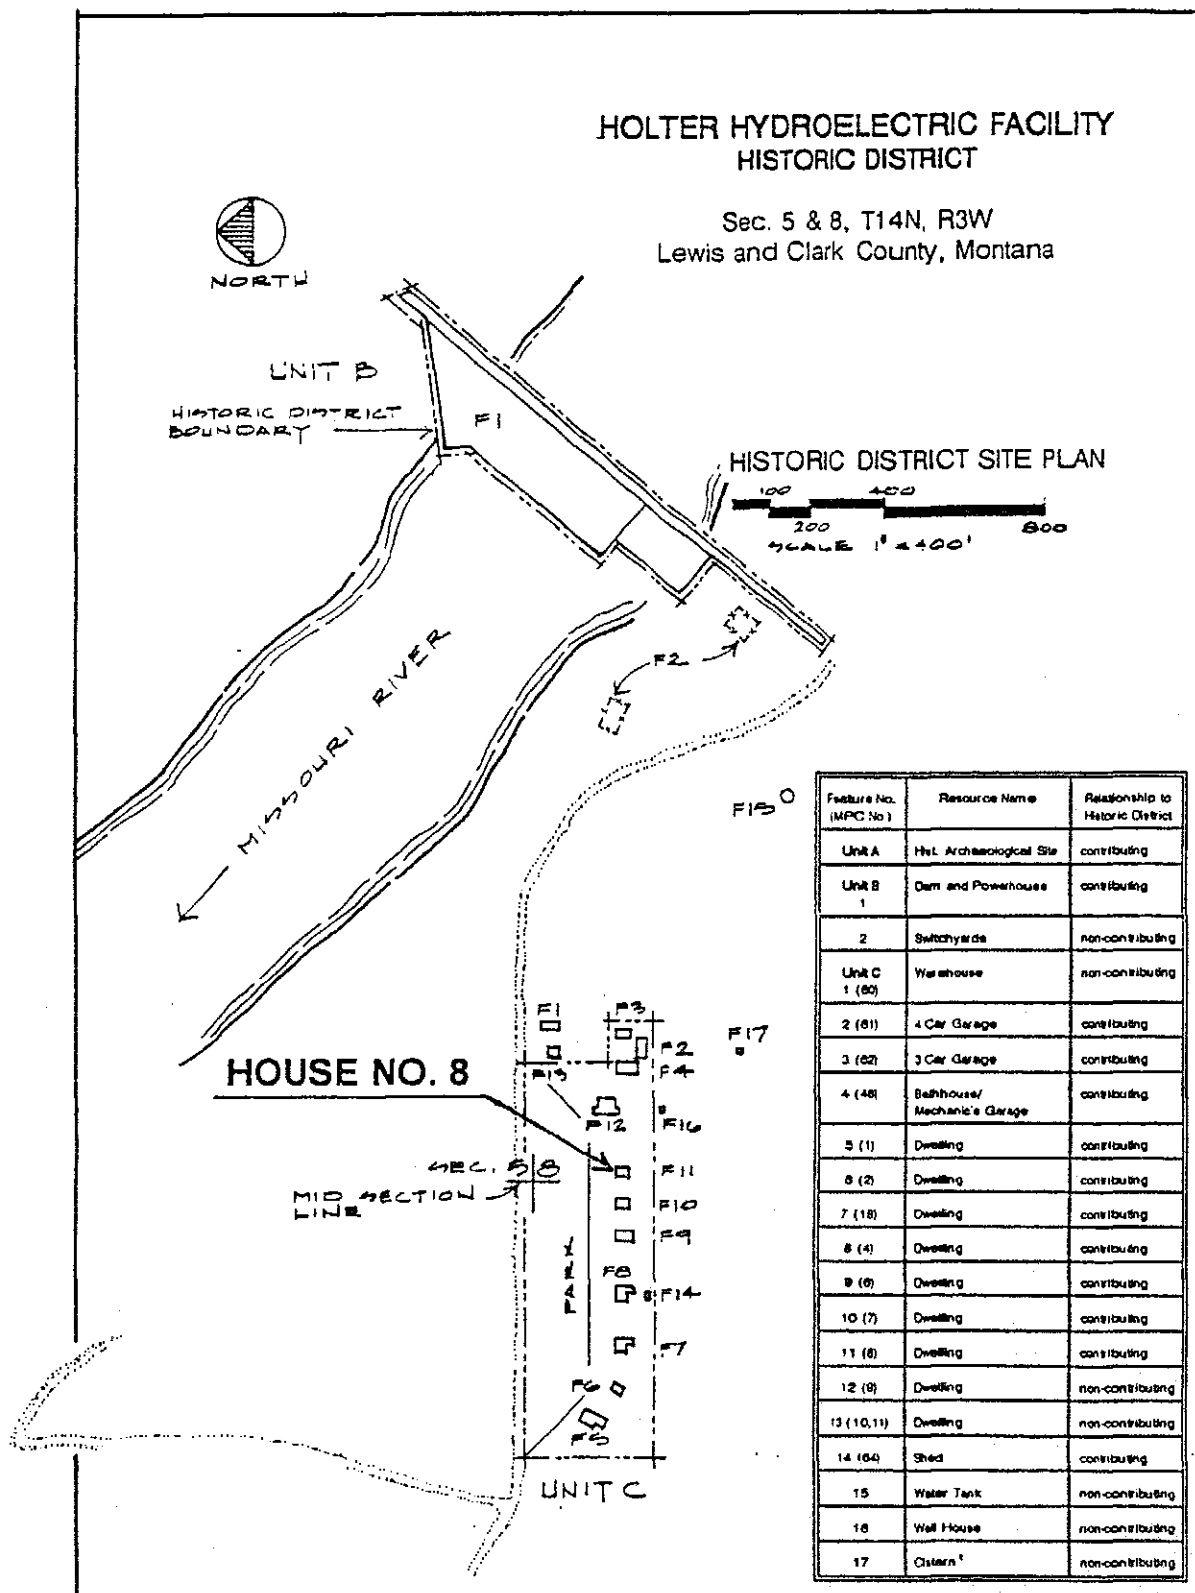 HOLTER HYDROELECTRIC FACILITY
HISTORIC DISTRICT
Sec. 5 & 8, T14N, R3W
Lewis and Clark County, Montana
NORTH
UNIT B
HISTORIC DISTRICT
BOUNDARY
F1
HISTORIC DISTRICT SITE PLAN
100 400
200 800
SCALE 1" = 400'
MISSOURI RIVER
F2
F15
F1
F3
F17
F2
F13
F4
HOUSE NO. 8
F12
F16
SEC. 5 8
F11
MID SECTION
LINE
F10
F9
PARK
F8
F14
F7
F6
F5
UNIT C
Feature No. (MPC No.) Resource Name Relationship to Historic District
Unit A Hist. Archaeological Site contributing
Unit B 1 Dam and Powerhouse contributing
2 Switchyards non-contributing
Unit C 1 (60) Warehouse non-contributing
2 (61) 4 Car Garage contributing
3 (62) 3 Car Garage contributing
4 (48) Bathhouse/ Mechanic's Garage contributing
5 (1) Dwelling contributing
6 (2) Dwelling contributing
7 (18) Dwelling contributing
8 (4) Dwelling contributing
9 (6) Dwelling contributing
10 (7) Dwelling contributing
11 (8) Dwelling contributing
12 (9) Dwelling non-contributing
13 (10,11) Dwelling non-contributing
14 (64) Shed contributing
15 Water Tank non-contributing
16 Well House non-contributing
17 Cistern non-contributing